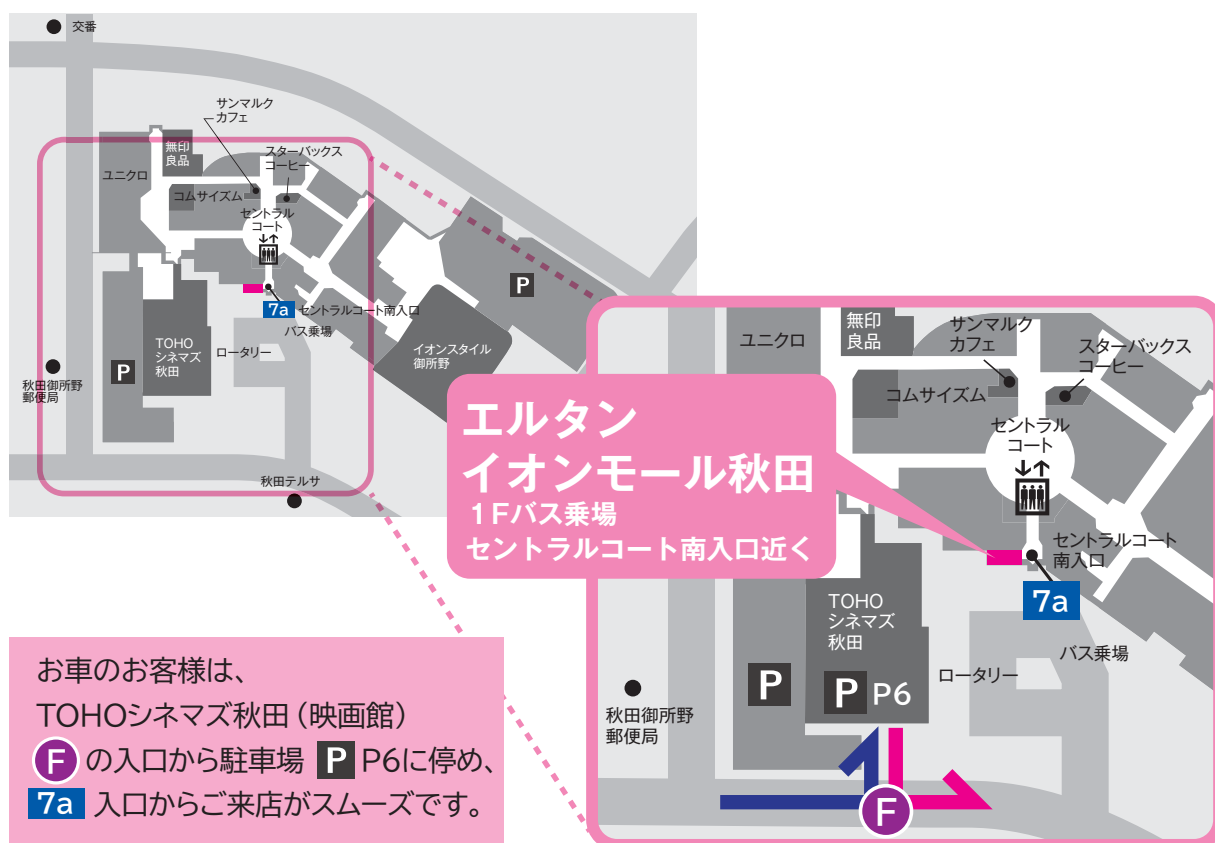 交番
サンマルク
カフェ
無印
良品
スターバックス
コーヒー
ユニクロ
コムサイズム
セントラル
コート
P
7a セントラルコート南入口
バス乗場
TOHO
シネマズ
秋田
ロータリー
イオンスタイル
御所野
P
秋田御所野
郵便局
秋田テルサ
エルタン
イオンモール秋田
1Fバス乗場
セントラルコート南入口近く
ユニクロ
無印
良品
サンマルク
カフェ
スターバックス
コーヒー
コムサイズム
セントラル
コート
セントラルコート
南入口
7a
TOHO
シネマズ
秋田
バス乗場
ロータリー
P
P P6
秋田御所野
郵便局
F
お車のお客様は、
TOHOシネマズ秋田(映画館)
F の入口から駐車場 P P6に停め、
7a 入口からご来店がスムーズです。